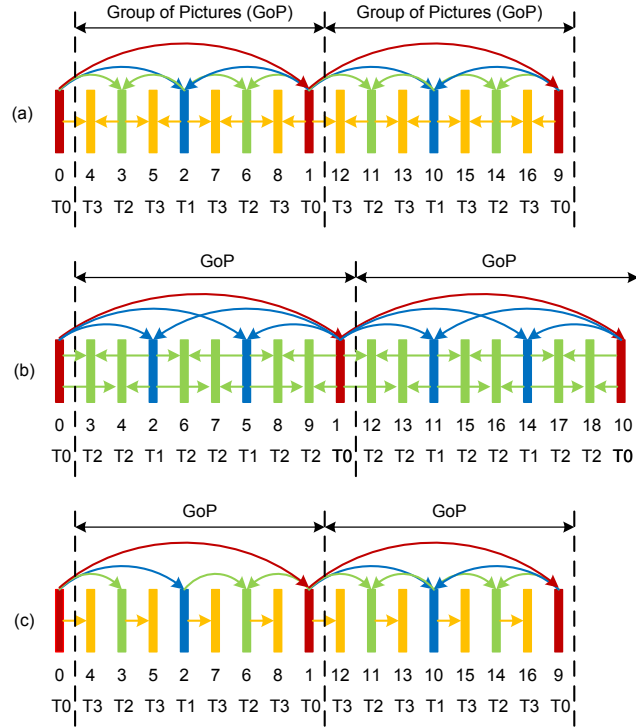 Group of Pictures (GoP) Group of Pictures (GoP)
(a)
0 4 3 5 2 7 6 8 1 12 11 13 10 15 14 16 9
T0 T3 T2 T3 T1 T3 T2 T3 T0 T3 T2 T3 T1 T3 T2 T3 T0
GoP GoP
(b)
0 3 4 2 6 7 5 8 9 1 12 13 11 15 16 14 17 18 10
T0 T2 T2 T1 T2 T2 T1 T2 T2 T0 T2 T2 T1 T2 T2 T1 T2 T2 T0
GoP GoP
(c)
0 4 3 5 2 7 6 8 1 12 11 13 10 15 14 16 9
T0 T3 T2 T3 T1 T3 T2 T3 T0 T3 T2 T3 T1 T3 T2 T3 T0